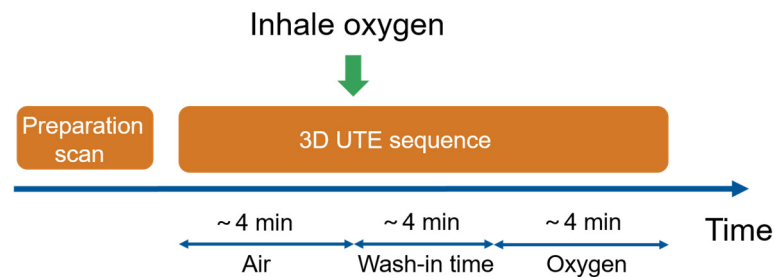 Inhale oxygen
Preparation
scan
3D UTE sequence
~ 4 min
~ 4 min
~ 4 min
Time
Air
Wash-in time
Oxygen